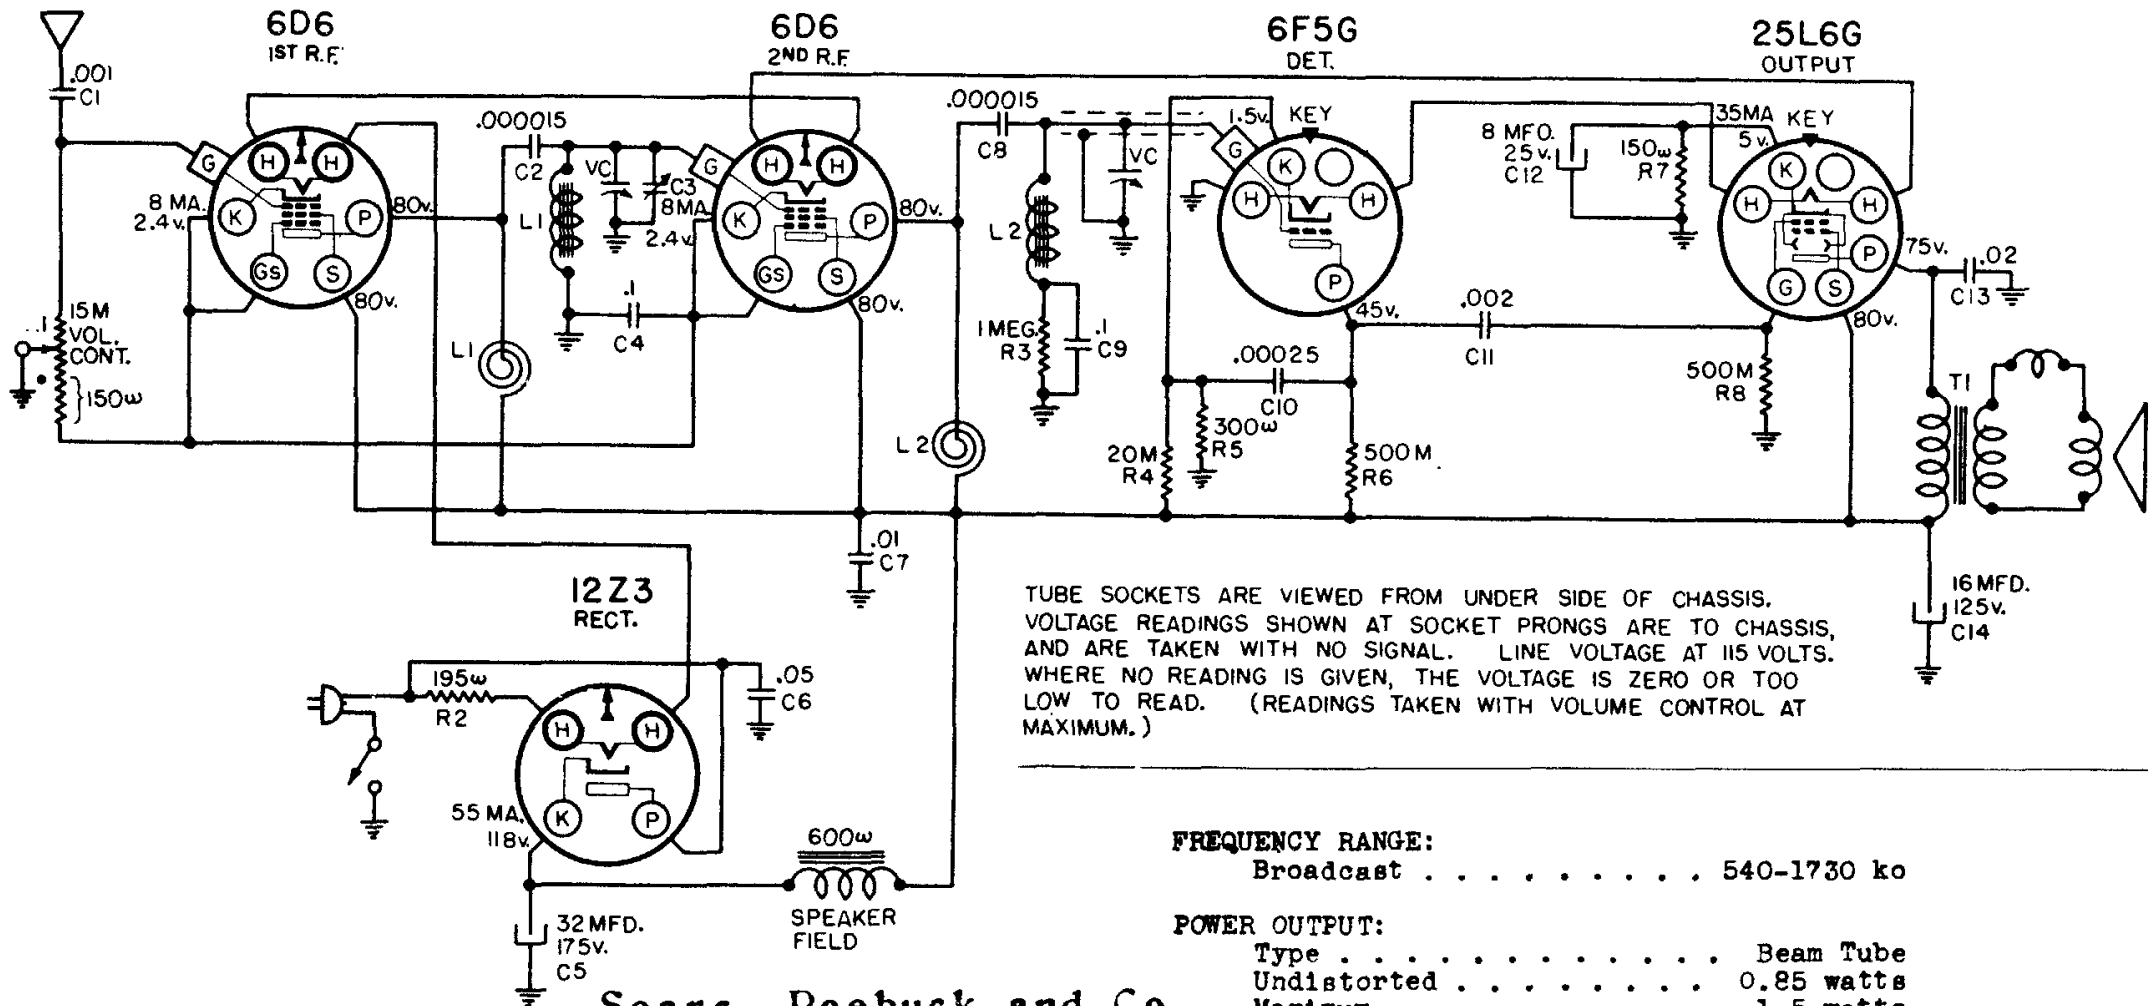 6D6
1ST R.F.
6D6
2ND R.F.
6F5G
DET.
25L6G
OUTPUT
.001
C1
G
H
H
K
P
GS
S
8 MA.
2.4v.
80v.
80v.
15M
VOL.
CONT.
150ω
.000015
C2
VC
C3
L1
L1
.1
C4
8MA
2.4v.
G
H
H
K
P
GS
S
80v.
80v.
.000015
C8
VC
L2
L2
1 MEG.
R3
.1
C9
1.5v.
KEY
G
K
H
H
P
45v.
.002
C11
.00025
C10
300ω
R5
20M
R4
500M
R6
8 MFD.
25v.
C12
150ω
R7
35MA
5v.
KEY
K
H
H
P
G
S
75v.
80v.
.02
C13
500M
R8
T1
.01
C7
12Z3
RECT.
195ω
R2
.05
C6
H
H
K
P
55 MA.
118v.
600ω
SPEAKER
FIELD
32MFD.
175v.
C5
16MFD.
125v.
C14
TUBE SOCKETS ARE VIEWED FROM UNDER SIDE OF CHASSIS.
VOLTAGE READINGS SHOWN AT SOCKET PRONGS ARE TO CHASSIS,
AND ARE TAKEN WITH NO SIGNAL. LINE VOLTAGE AT 115 VOLTS.
WHERE NO READING IS GIVEN, THE VOLTAGE IS ZERO OR TOO
LOW TO READ. (READINGS TAKEN WITH VOLUME CONTROL AT
MAXIMUM.)
FREQUENCY RANGE:
Broadcast . . . . . . . . . 540-1730 kc
POWER OUTPUT:
Type . . . . . . . . . . . . . Beam Tube
Undistorted . . . . . . . . 0.85 watts
Sears, Roebuck and Co.